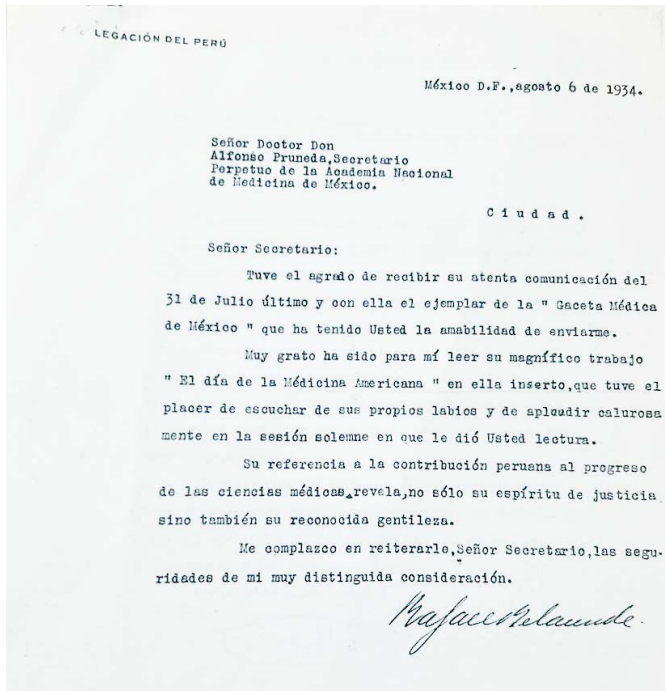 LEGACIÓN DEL PERÚ
México D.F.,agosto 6 de 1934.
Señor Doctor Don
Alfonso Pruneda,Secretario
Perpetuo de la Academia Nacional
de Medicina de México.
Ciudad.
Señor Secretario:
Tuve el agrado de recibir su atenta comunicación del
31 de Julio último y con ella el ejemplar de la " Gaceta Médica
de México " que ha tenido Usted la amabilidad de enviarme.
Muy grato ha sido para mí leer su magnífico trabajo
" El día de la Médicina Americana " en ella inserto,que tuve el
placer de escuchar de sus propios labios y de aplaudir calurosa
mente en la sesión solemne en que le dió Usted lectura.
Su referencia a la contribución peruana al progreso
de las ciencias médicas,revela,no sólo su espíritu de justicia
sino también su reconocida gentileza.
Me complazco en reiterarle,Señor Secretario,las segu-
ridades de mi muy distinguida consideración.
Rafael Belaunde.